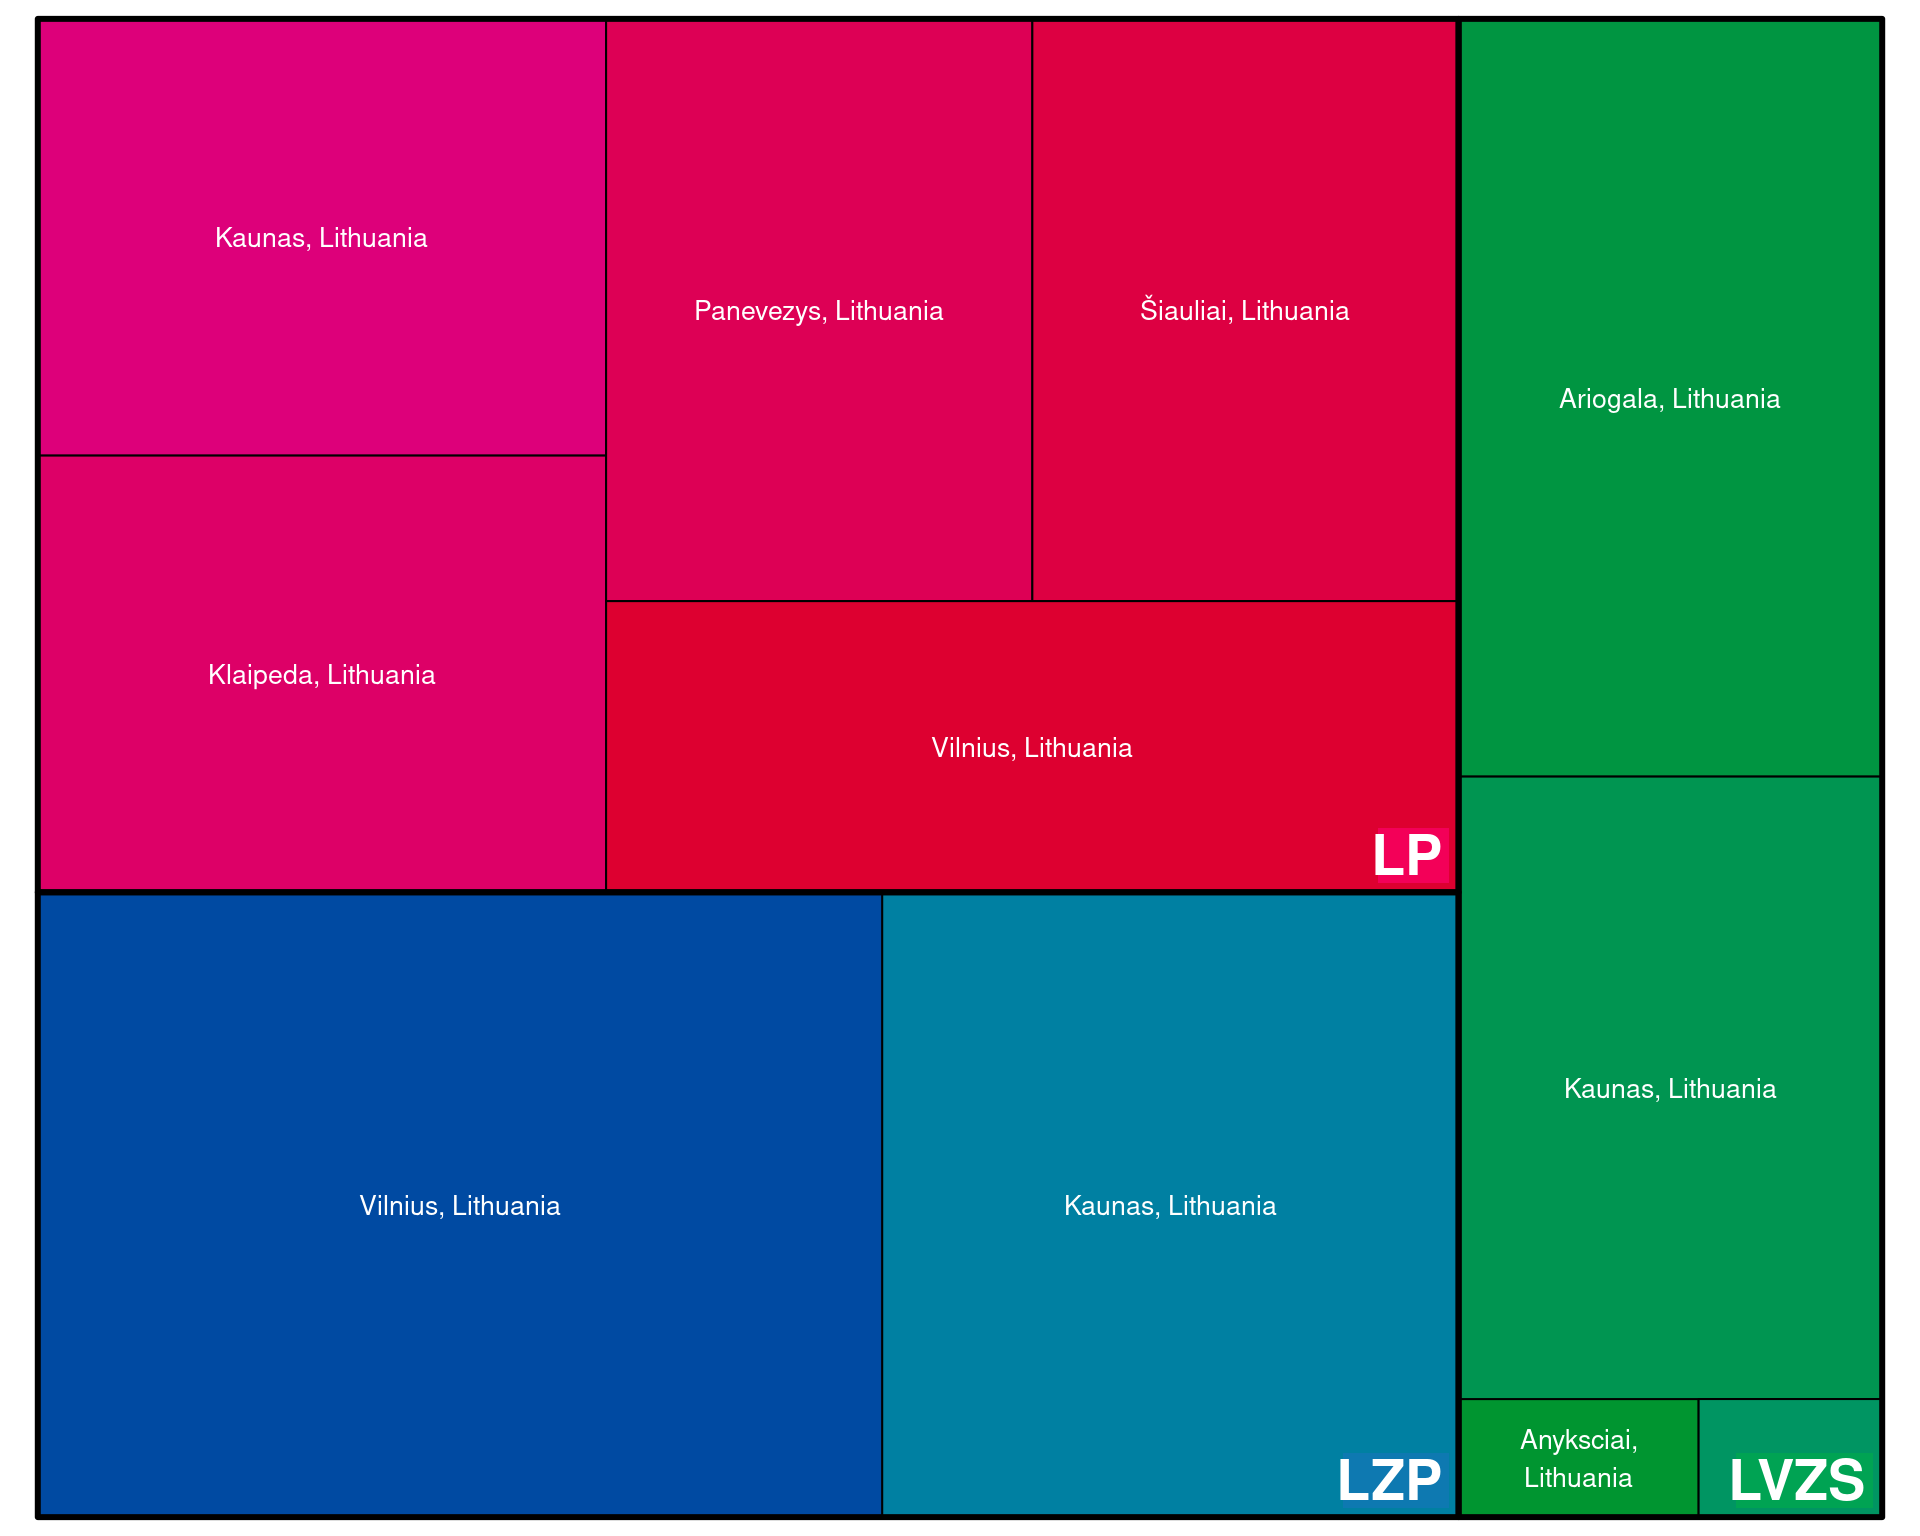 Kaunas, Lithuania
Panevezys, Lithuania
Šiauliai, Lithuania
Ariogala, Lithuania
Klaipeda, Lithuania
Vilnius, Lithuania
LP
Kaunas, Lithuania
Vilnius, Lithuania
Kaunas, Lithuania
LZP
Anyksciai,
Lithuania
LVZS